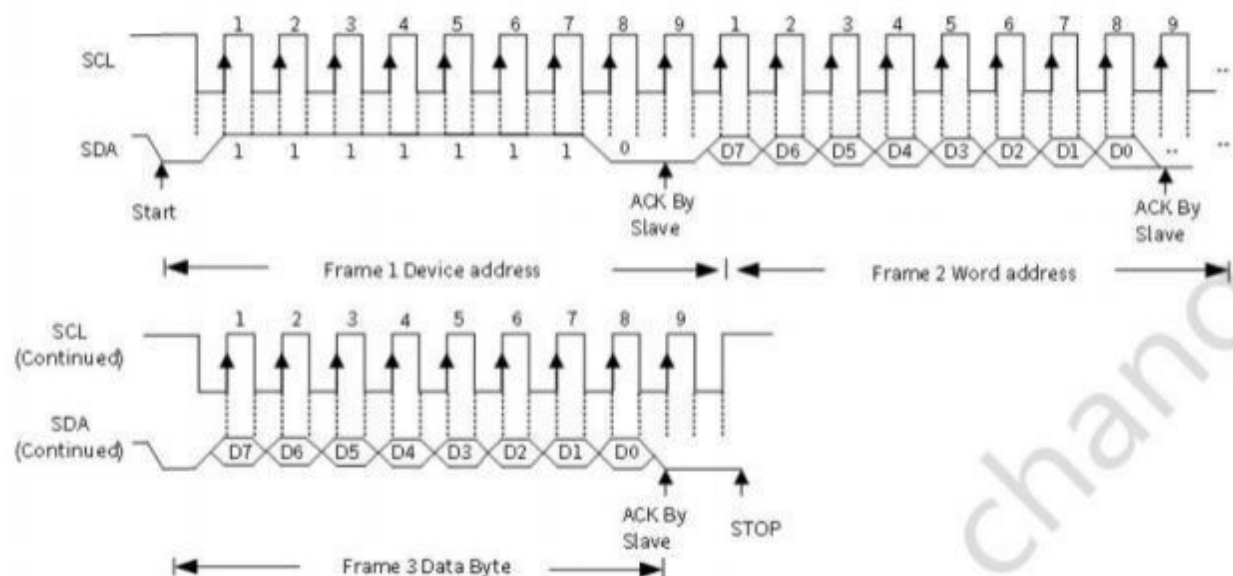 1 2 3 4 5 6 7 8 9 1 2 3 4 5 6 7 8 9
SCL
..
SDA
1 1 1 1 1 1 1 0 D7 D6 D5 D4 D3 D2 D1 D0 -- ..
Start
ACK By
Slave
ACK By
Slave
Frame 1 Device address
Frame 2 Word address
1 2 3 4 5 6 7 8 9
SCL
(Continued)
SDA
(Continued)
D7 D6 D5 D4 D3 D2 D1 D0
ACK By
Slave
STOP
Frame 3 Data Byte